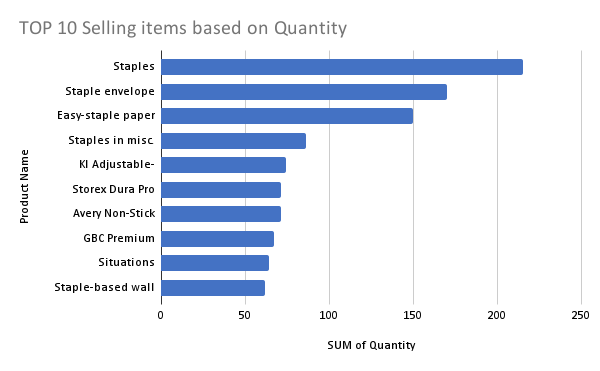 TOP 10 Selling items based on Quantity
Product Name
Staples
Staple envelope
Easy-staple paper
Staples in misc.
KI Adjustable-
Storex Dura Pro
Avery Non-Stick
GBC Premium
Situations
Staple-based wall
0 50 100 150 200 250
SUM of Quantity